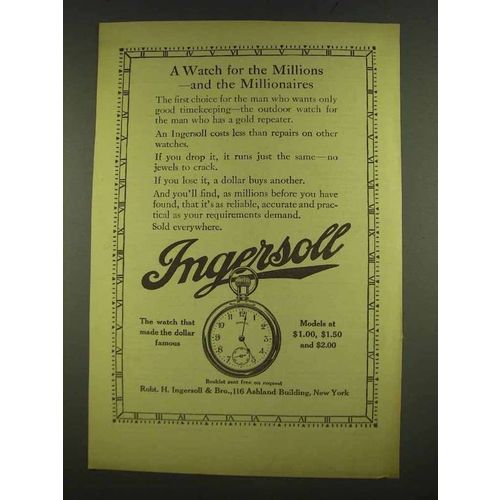 A Watch for the Millions
—and the Millionaires
The first choice for the man who wants only
good timekeeping—the outdoor watch for
the man who has a gold repeater.
An Ingersoll costs less than repairs on other
watches.
If you drop it, it runs just the same—no
jewels to crack.
If you lose it, a dollar buys another.
And you'll find, as millions before you have
found, that it's as reliable, accurate and prac-
tical as your requirements demand.
Sold everywhere.
Ingersoll
The watch that
made the dollar
famous
Models at
$1.00, $1.50
and $2.00
Booklet sent free on request
Robt. H. Ingersoll & Bro., 116 Ashland Building, New York